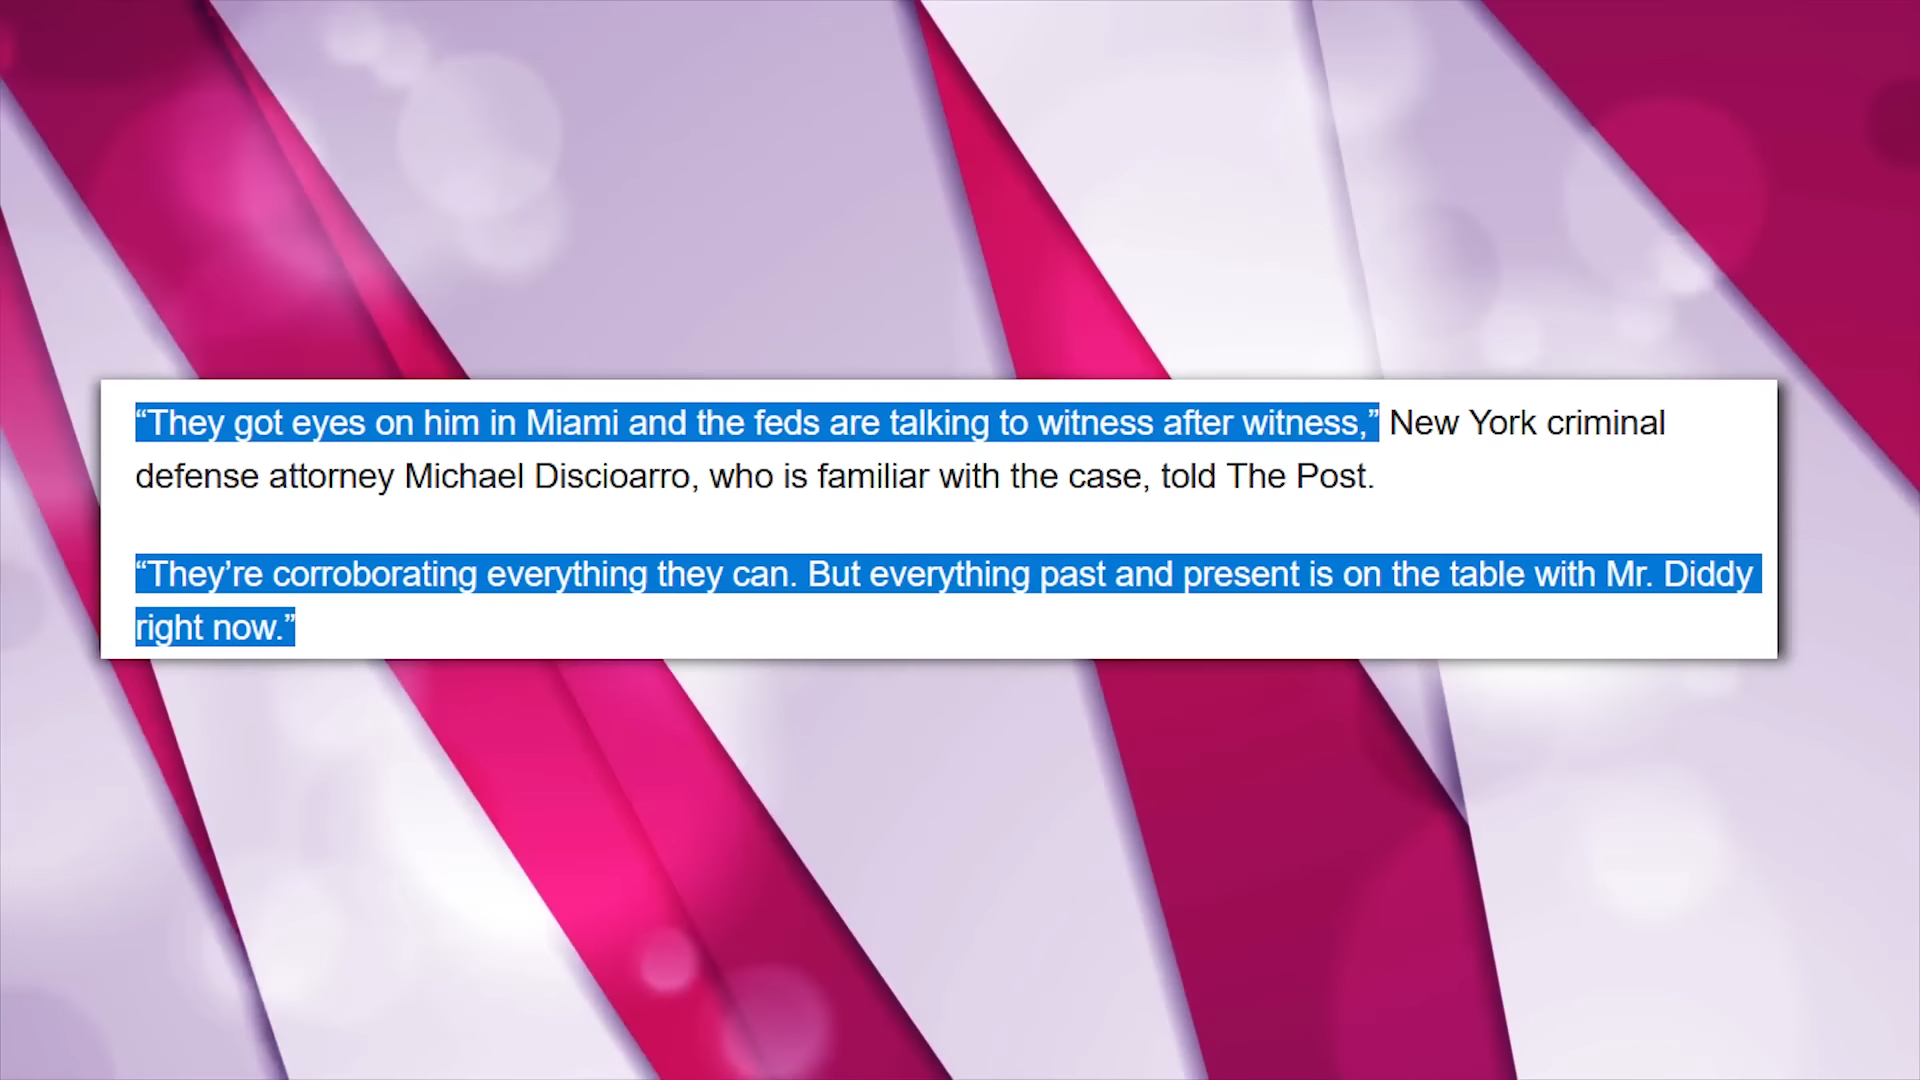 “They got eyes on him in Miami and the feds are talking to witness after witness,” New York criminal
defense attorney Michael Discioarro, who is familiar with the case, told The Post.
“They’re corroborating everything they can. But everything past and present is on the table with Mr. Diddy
right now.”